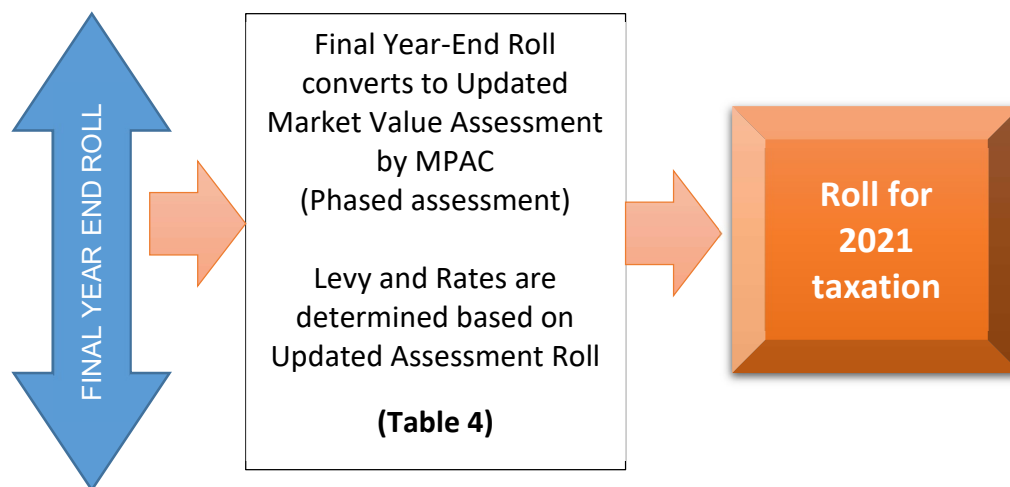 FINAL YEAR END ROLL
Final Year-End Roll
converts to Updated
Market Value Assessment
by MPAC
(Phased assessment)
Levy and Rates are
determined based on
Updated Assessment Roll
(Table 4)
Roll for
2021
taxation